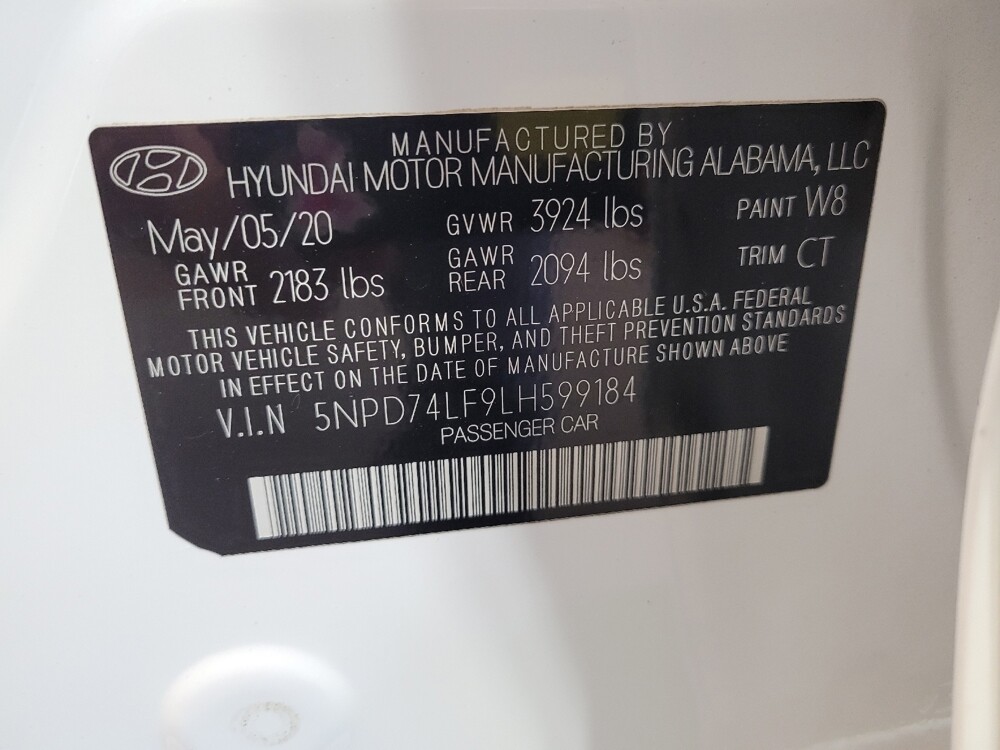 MANUFACTURED BY
HYUNDAI MOTOR MANUFACTURING ALABAMA, LLC
May/05/20 GVWR 3924 lbs PAINT W8
GAWR FRONT 2183 lbs GAWR REAR 2094 lbs TRIM CT
THIS VEHICLE CONFORMS TO ALL APPLICABLE U.S.A. FEDERAL
MOTOR VEHICLE SAFETY, BUMPER, AND THEFT PREVENTION STANDARDS
IN EFFECT ON THE DATE OF MANUFACTURE SHOWN ABOVE
V.I.N 5NPD74LF9LH599184
PASSENGER CAR